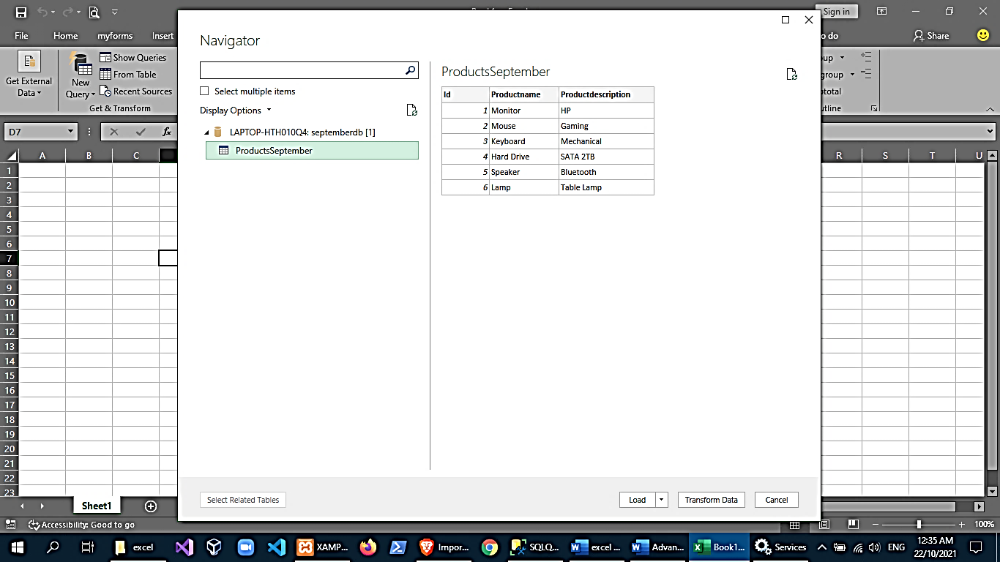 Sign in
File Home myforms Insert
o do Share
Get External Data
New Query
Show Queries
From Table
Recent Sources
Get & Transform
oup
group
total
utline
D7
fx
A B C
R S T U
1
2
3
4
5
6
7
8
9
10
11
12
13
14
15
16
17
18
19
20
21
22
23
Navigator
Select multiple items
Display Options
LAPTOP-HTH010Q4: septemberdb [1]
ProductsSeptember
ProductsSeptember
Id Productname Productdescription
1 Monitor HP
2 Mouse Gaming
3 Keyboard Mechanical
4 Hard Drive SATA 2TB
5 Speaker Bluetooth
6 Lamp Table Lamp
Select Related Tables
Load Transform Data Cancel
Sheet1
Accessibility: Good to go
100%
excel XAMP... Impor... SQLQ... excel ... Advan... Book1... Services ENG
12:35 AM
22/10/2021